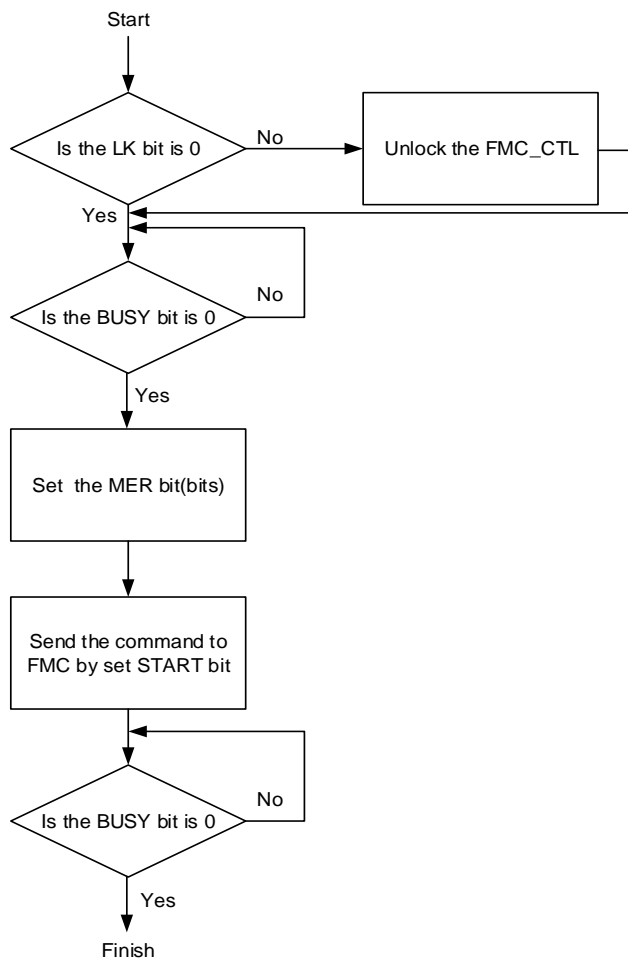 Start
Is the LK bit is 0
No
Unlock the FMC_CTL
Yes
Is the BUSY bit is 0
No
Yes
Set the MER bit(bits)
Send the command to
FMC by set START bit
Is the BUSY bit is 0
No
Yes
Finish